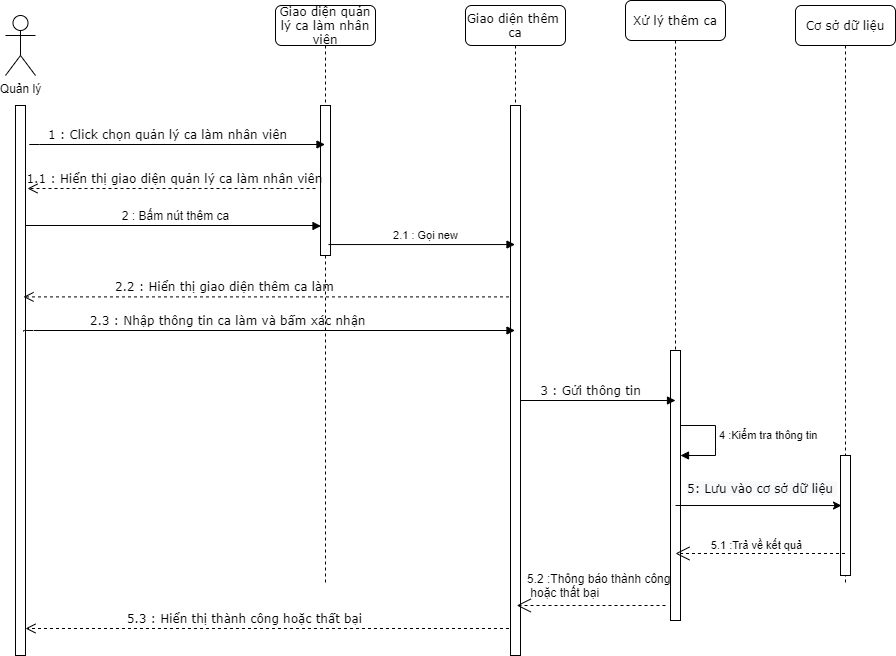 Giao diện quản
lý ca làm nhân
viên
Giao diện thêm
ca
Xử lý thêm ca
Cơ sở dữ liệu
Quản lý
1 : Click chọn quản lý ca làm nhân viên
1.1 : Hiển thị giao diện quản lý ca làm nhân viên
2 : Bấm nút thêm ca
2.1 : Gọi new
2.2 : Hiển thị giao diện thêm ca làm
2.3 : Nhập thông tin ca làm và bấm xác nhận
3 : Gửi thông tin
4 :Kiểm tra thông tin
5: Lưu vào cơ sở dữ liệu
5.1 :Trả về kết quả
5.2 :Thông báo thành công
hoặc thất bại
5.3 : Hiển thị thành công hoặc thất bại